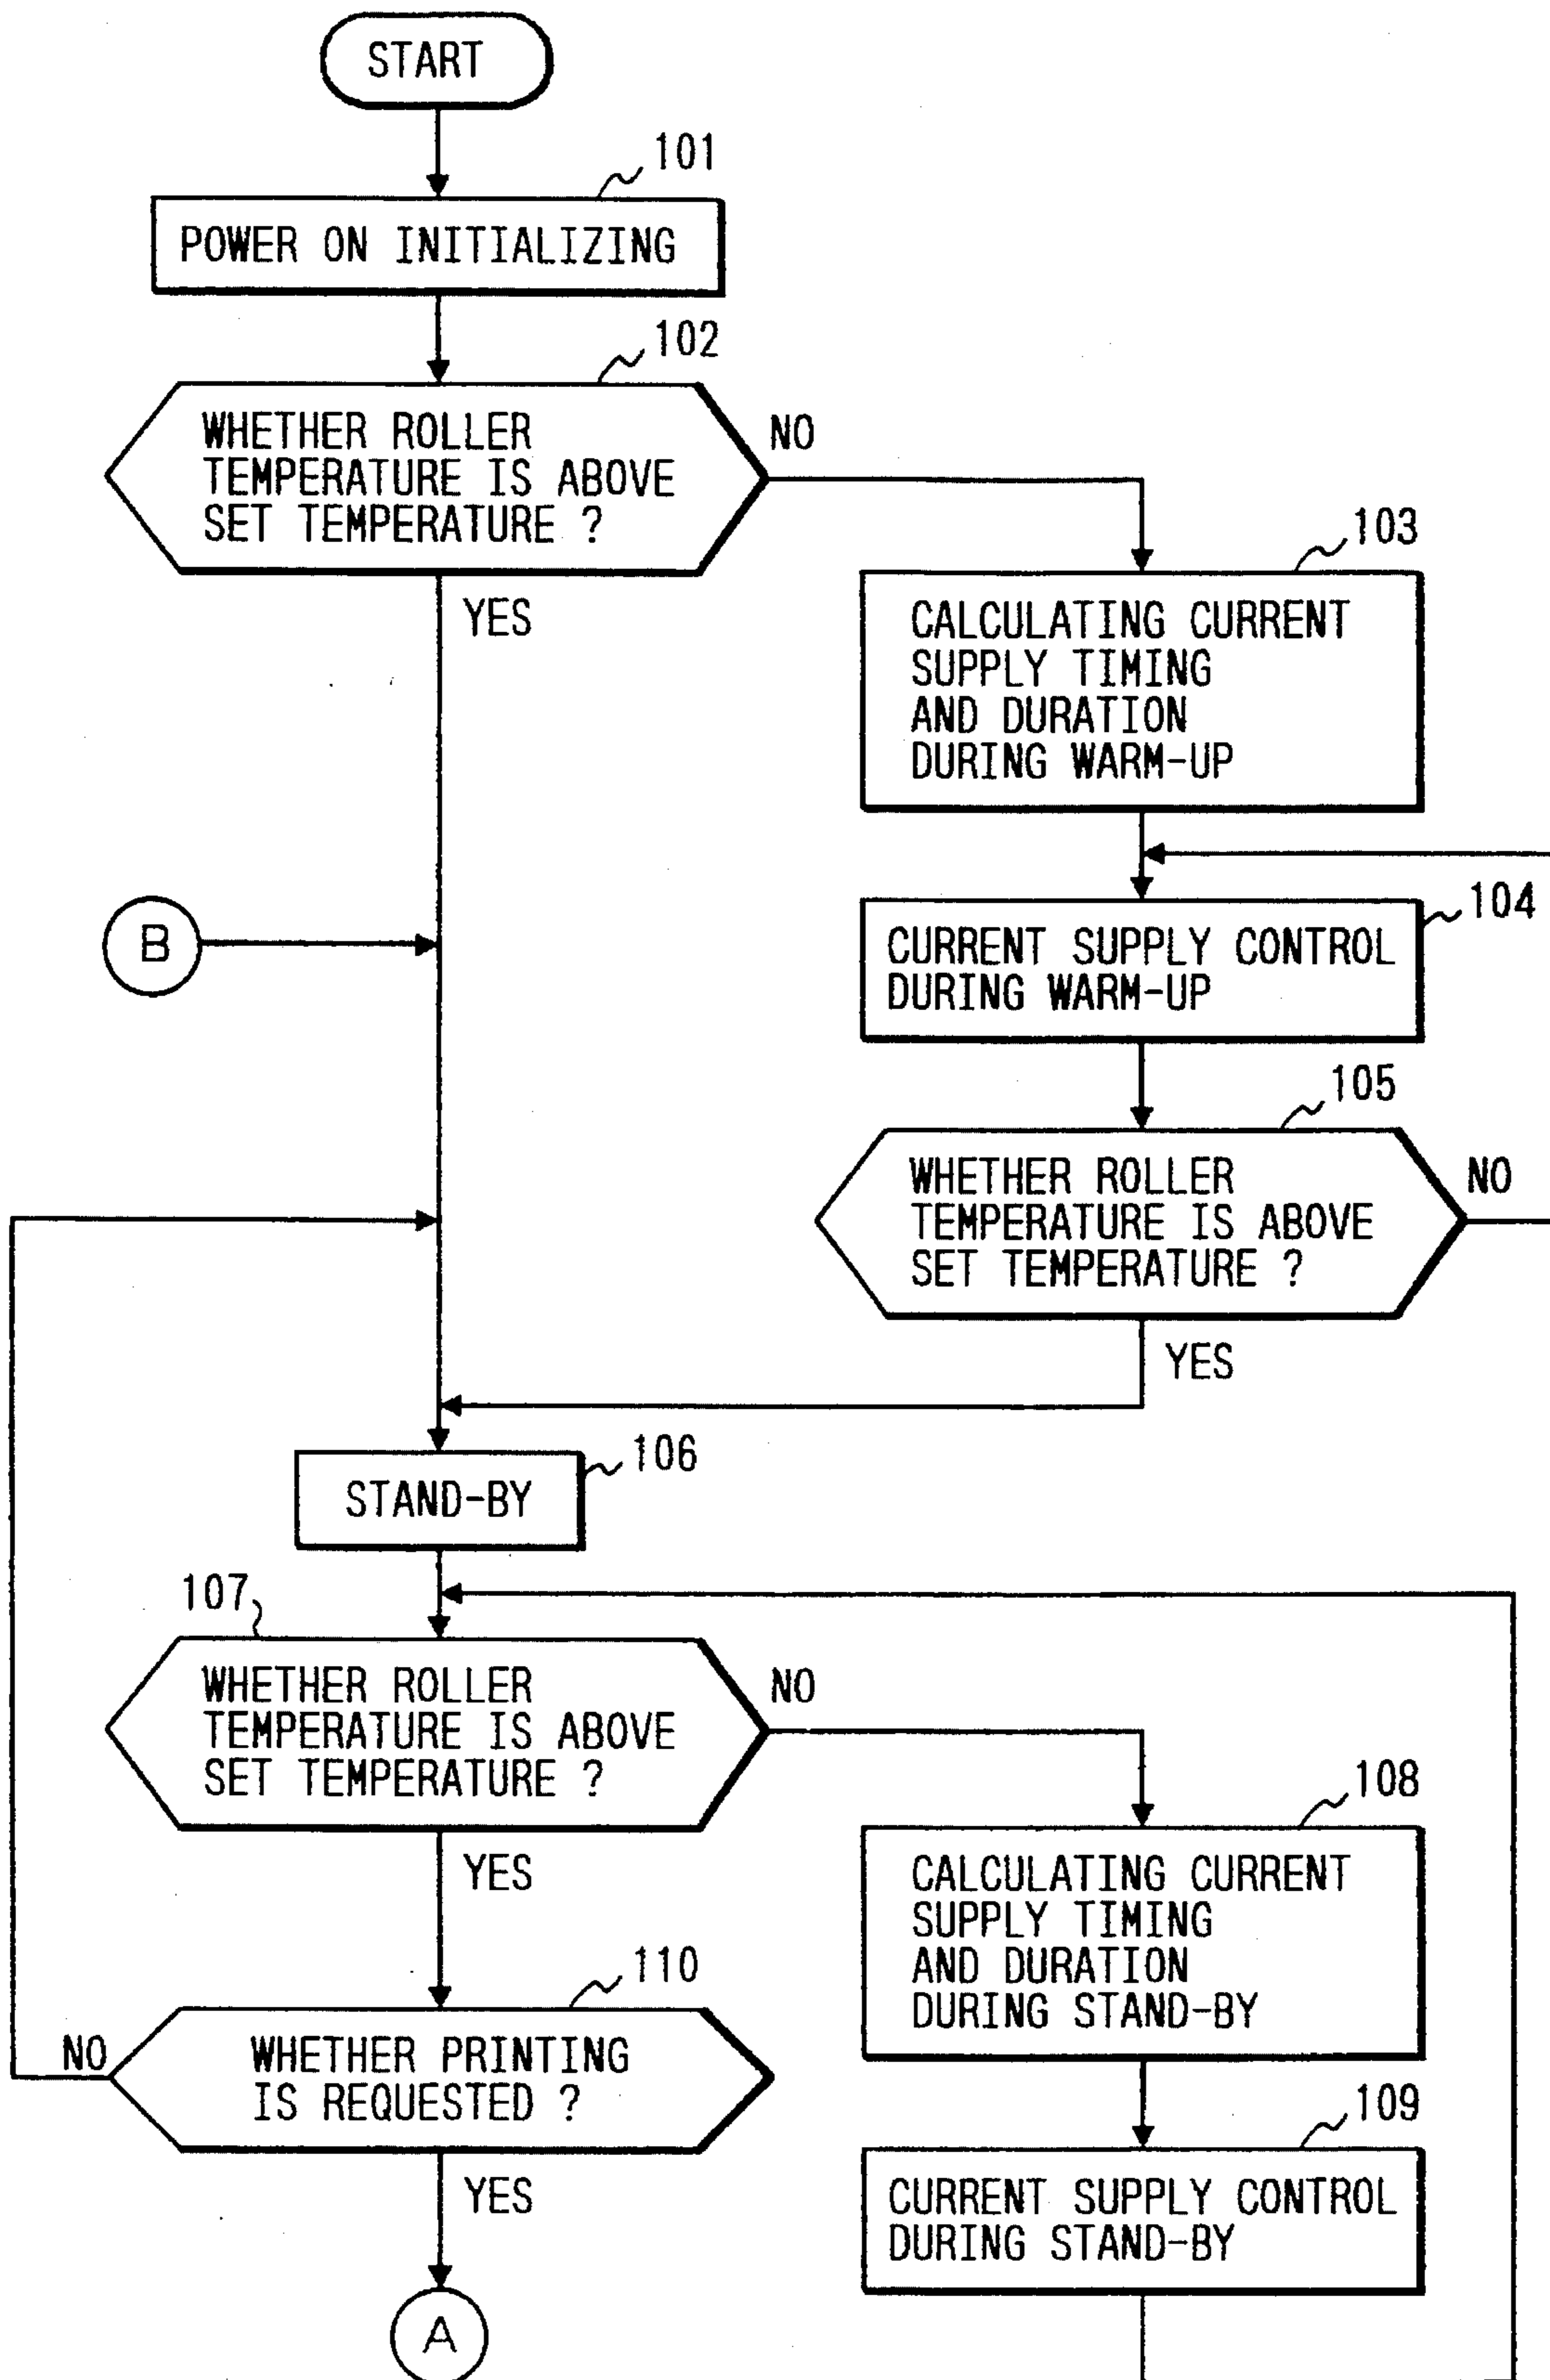 START
101
POWER ON INITIALIZING
102
WHETHER ROLLER
TEMPERATURE IS ABOVE
SET TEMPERATURE ?
NO
YES
103
CALCULATING CURRENT
SUPPLY TIMING
AND DURATION
DURING WARM-UP
B
104
CURRENT SUPPLY CONTROL
DURING WARM-UP
105
WHETHER ROLLER
TEMPERATURE IS ABOVE
SET TEMPERATURE ?
NO
YES
106
STAND-BY
107
WHETHER ROLLER
TEMPERATURE IS ABOVE
SET TEMPERATURE ?
NO
YES
108
CALCULATING CURRENT
SUPPLY TIMING
AND DURATION
DURING STAND-BY
110
WHETHER PRINTING
IS REQUESTED ?
NO
YES
109
CURRENT SUPPLY CONTROL
DURING STAND-BY
A